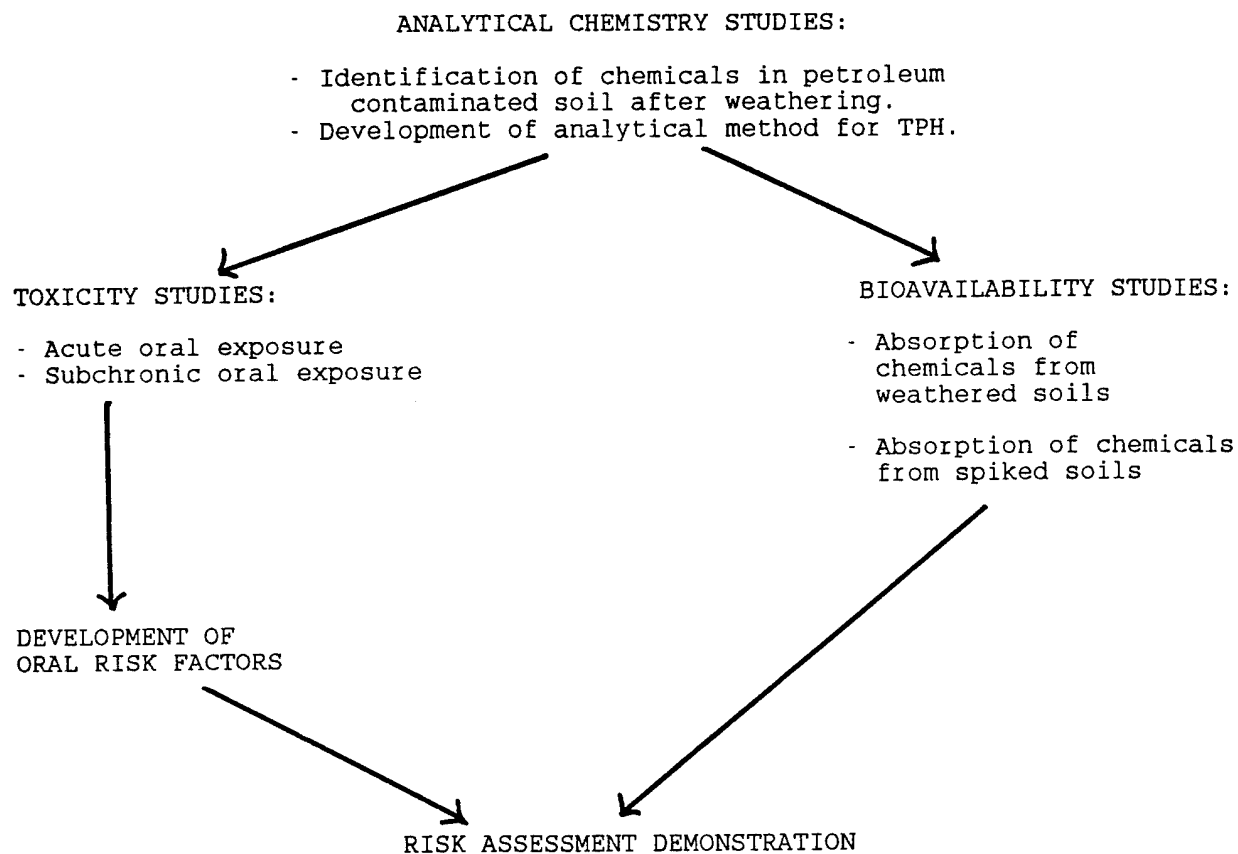 ANALYTICAL CHEMISTRY STUDIES:
- Identification of chemicals in petroleum
contaminated soil after weathering.
- Development of analytical method for TPH.
TOXICITY STUDIES:
- Acute oral exposure
- Subchronic oral exposure
BIOAVAILABILITY STUDIES:
- Absorption of
chemicals from
weathered soils
- Absorption of chemicals
from spiked soils
DEVELOPMENT OF
ORAL RISK FACTORS
RISK ASSESSMENT DEMONSTRATION